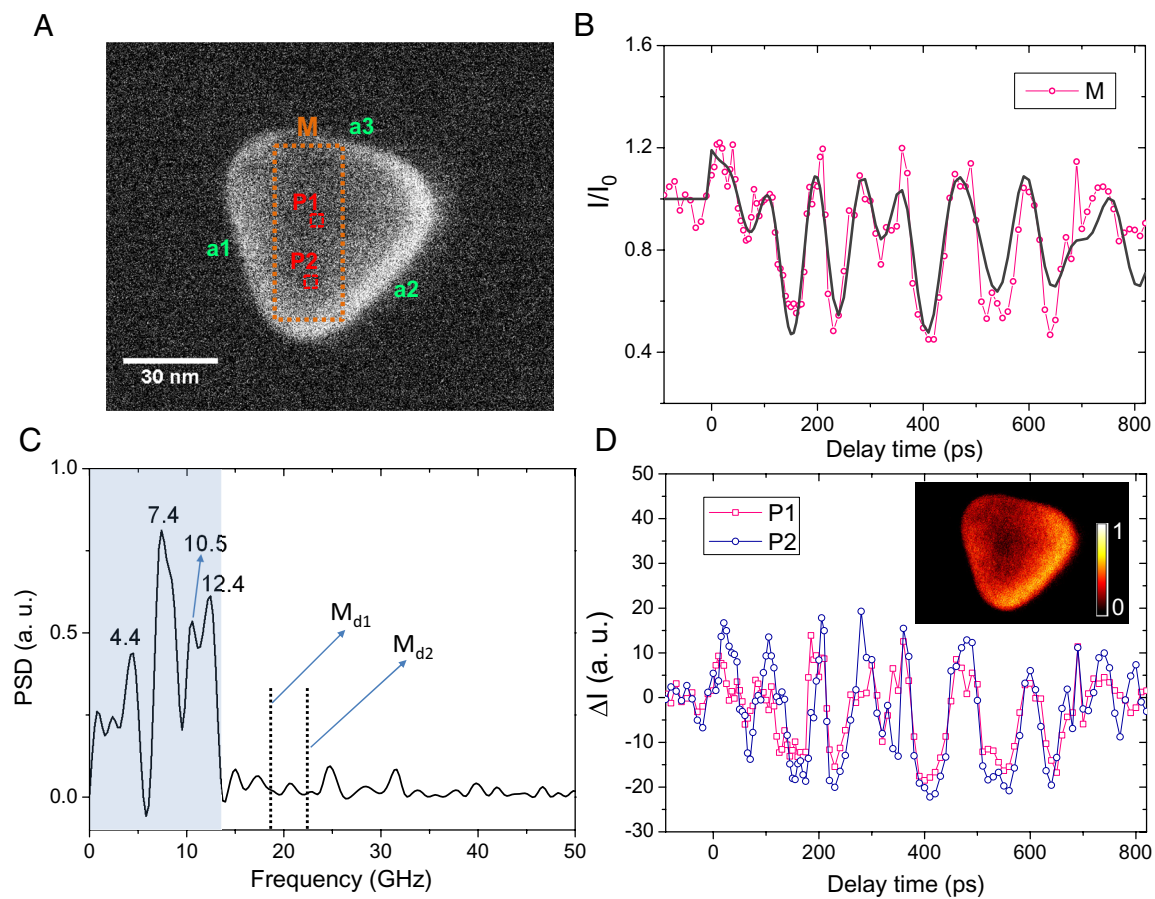 A
M
a3
P1
a1
P2
a2
30 nm
B
1.6
1.2
0.8
0.4
I/I0
M
0
200
400
600
800
Delay time (ps)
C
1.0
0.5
0.0
PSD (a. u.)
4.4
7.4
10.5
12.4
Md1
Md2
0
10
20
30
40
50
Frequency (GHz)
D
50
40
30
20
10
0
-10
-20
-30
ΔI (a. u.)
P1
P2
1
0
0
200
400
600
800
Delay time (ps)